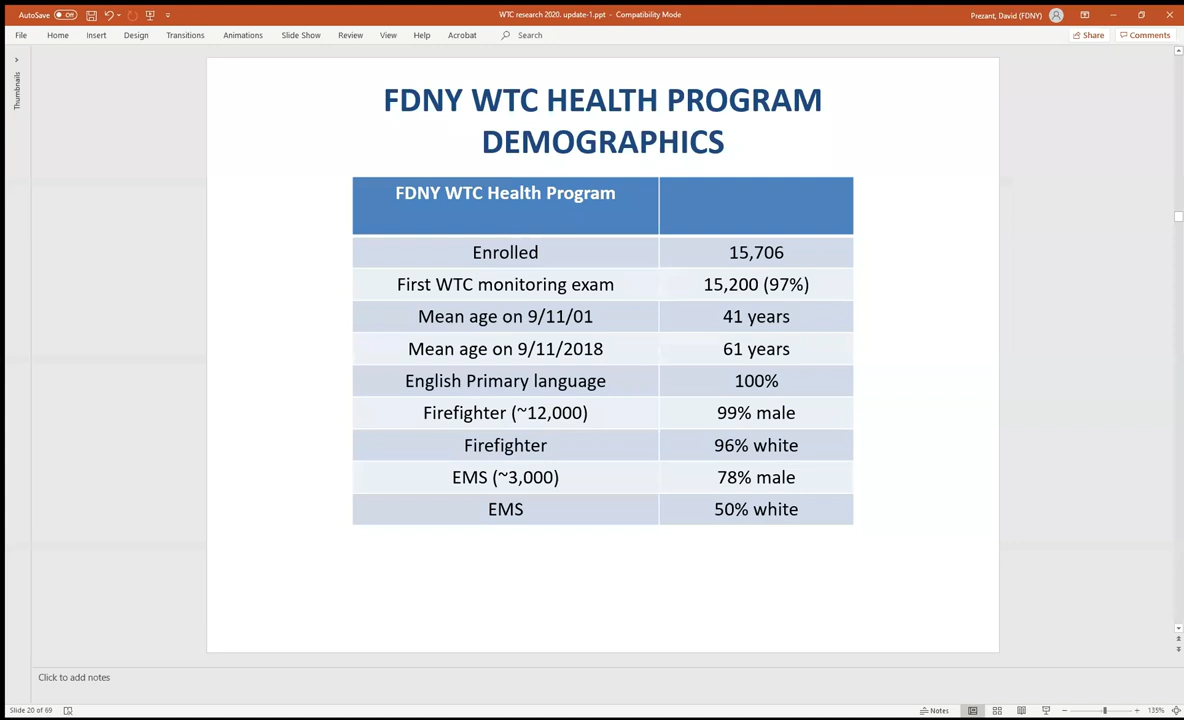 AutoSave Off
WTC research 2020. update-1.ppt - Compatibility Mode
Prezant, David (FDNY)
File Home Insert Design Transitions Animations Slide Show Review View Help Acrobat Search
Share Comments
Thumbnails
FDNY WTC HEALTH PROGRAM
DEMOGRAPHICS
FDNY WTC Health Program
Enrolled 15,706
First WTC monitoring exam 15,200 (97%)
Mean age on 9/11/01 41 years
Mean age on 9/11/2018 61 years
English Primary language 100%
Firefighter (~12,000) 99% male
Firefighter 96% white
EMS (~3,000) 78% male
EMS 50% white
Click to add notes
Slide 20 of 69
Notes
135%